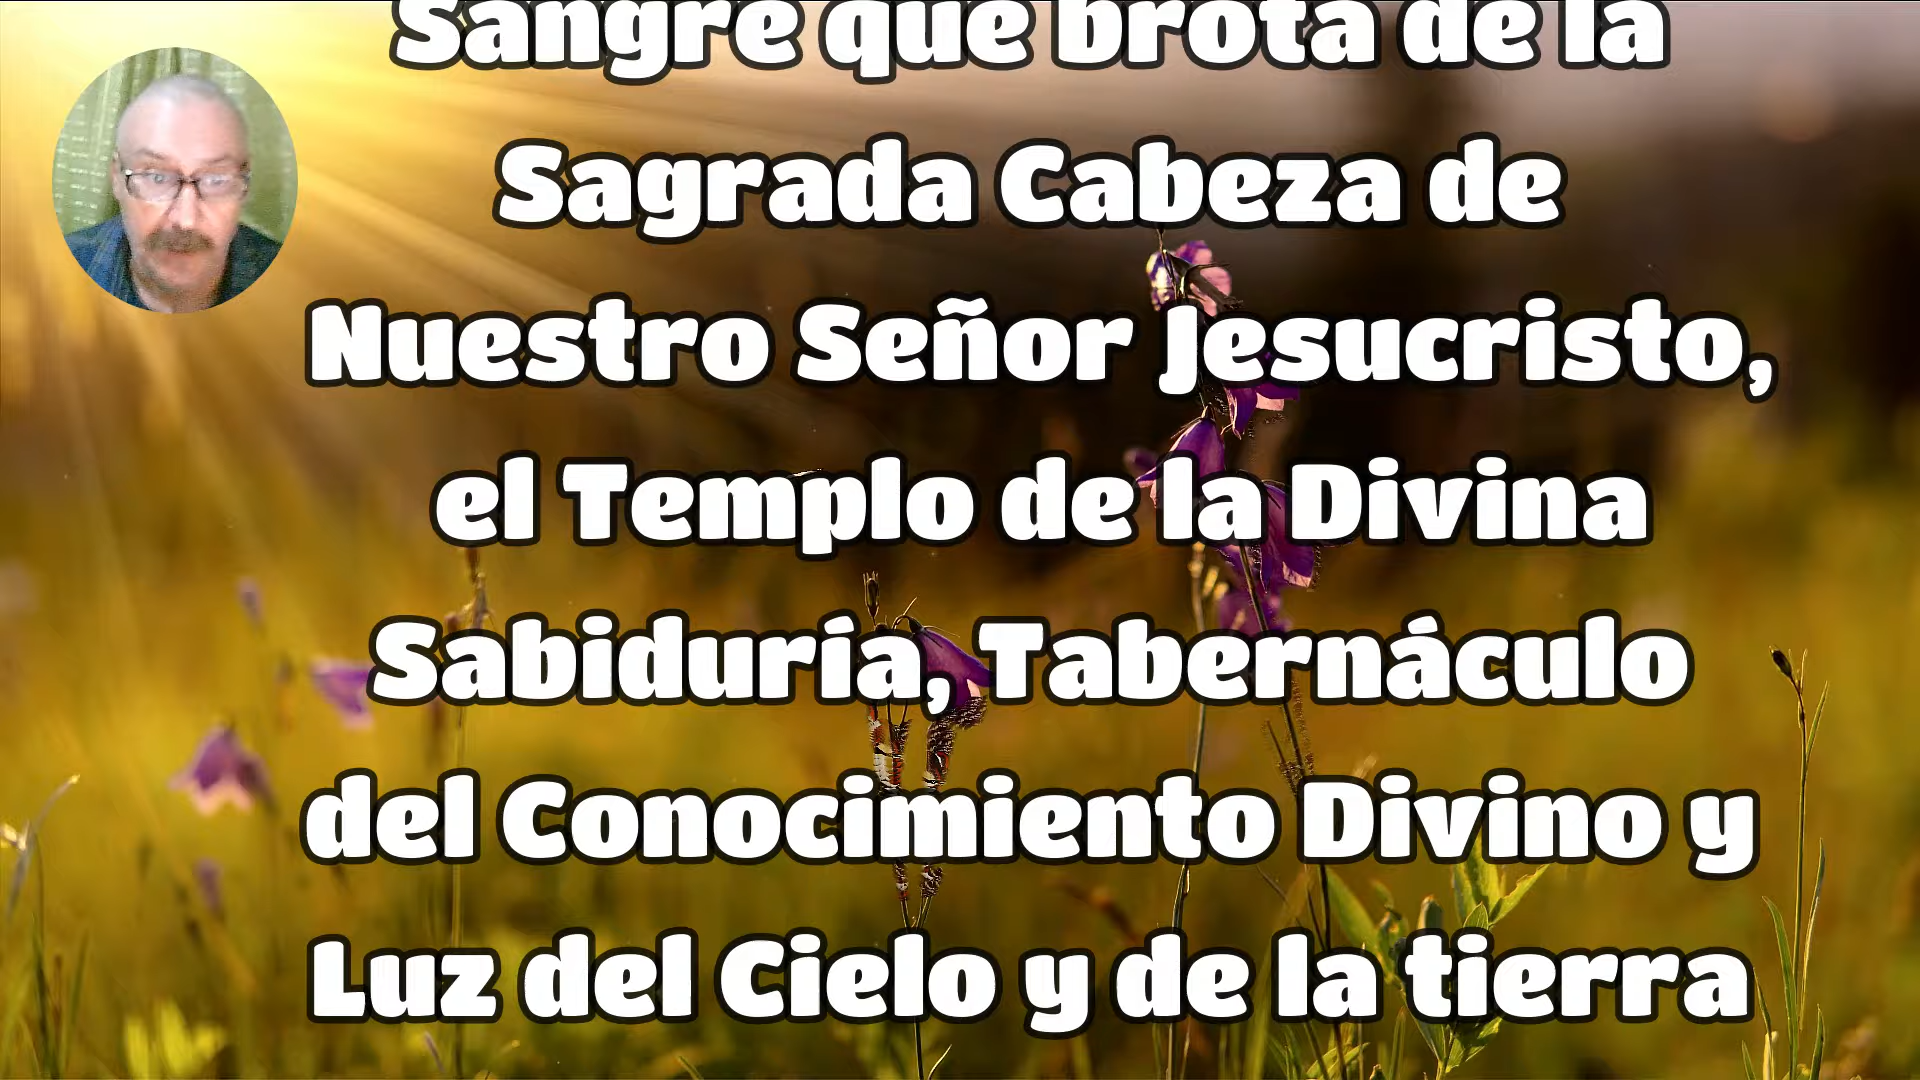 Sangre que brota de la
Sagrada Cabeza de
Nuestro Señor Jesucristo,
el Templo de la Divina
Sabiduría, Tabernáculo
del Conocimiento Divino y
Luz del Cielo y de la tierra